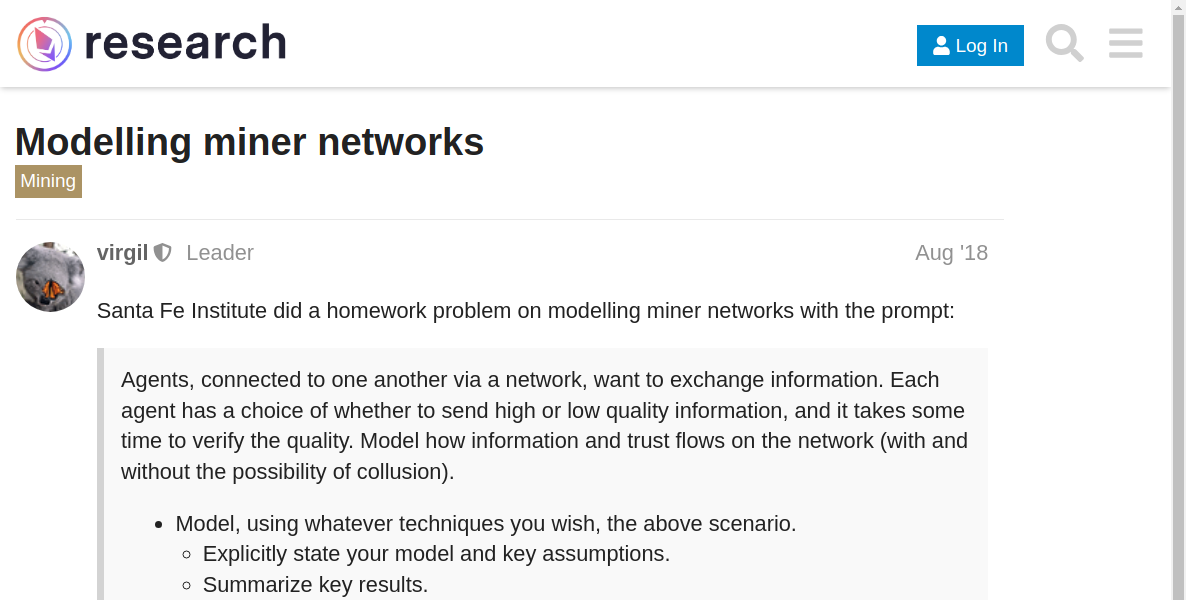 research
Log In
Modelling miner networks
Mining
virgil Leader Aug '18
Santa Fe Institute did a homework problem on modelling miner networks with the prompt:
Agents, connected to one another via a network, want to exchange information. Each
agent has a choice of whether to send high or low quality information, and it takes some
time to verify the quality. Model how information and trust flows on the network (with and
without the possibility of collusion).
Model, using whatever techniques you wish, the above scenario.
Explicitly state your model and key assumptions.
Summarize key results.